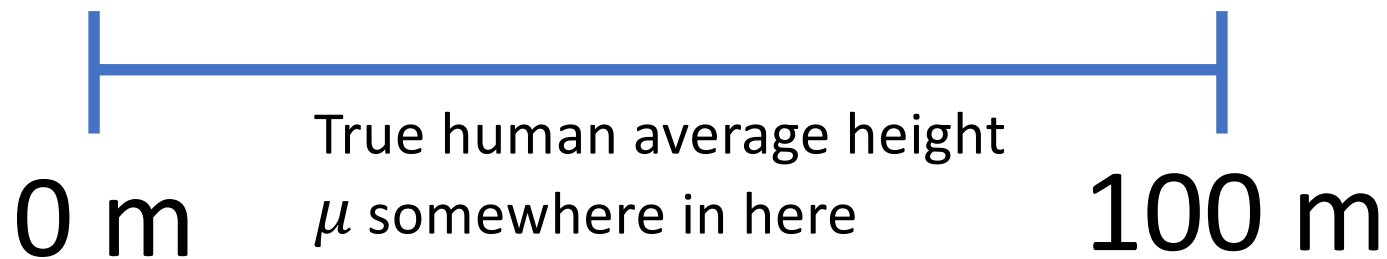 True human average height
μ somewhere in here
0 m
100 m